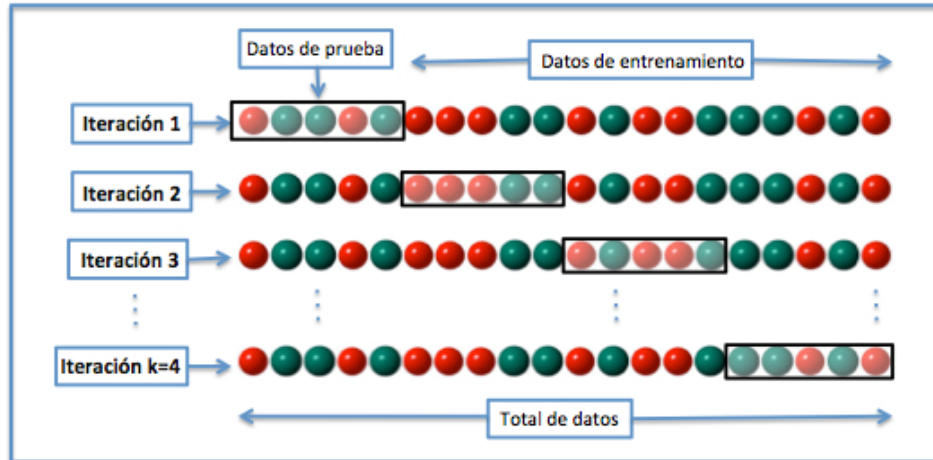 Datos de prueba
Datos de entrenamiento
Iteración 1
Iteración 2
Iteración 3
Iteración k=4
Total de datos